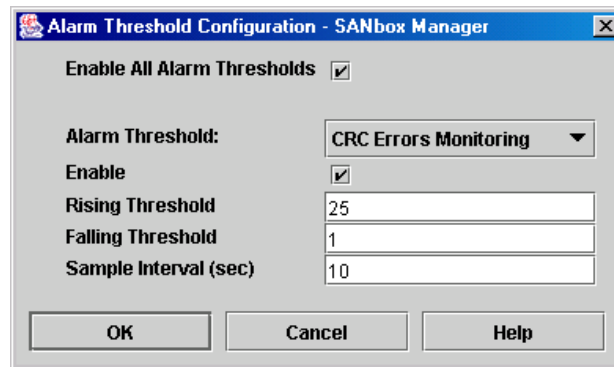 Alarm Threshold Configuration - SANbox Manager
Enable All Alarm Thresholds
Alarm Threshold: CRC Errors Monitoring
Enable
Rising Threshold 25
Falling Threshold 1
Sample Interval (sec) 10
OK Cancel Help